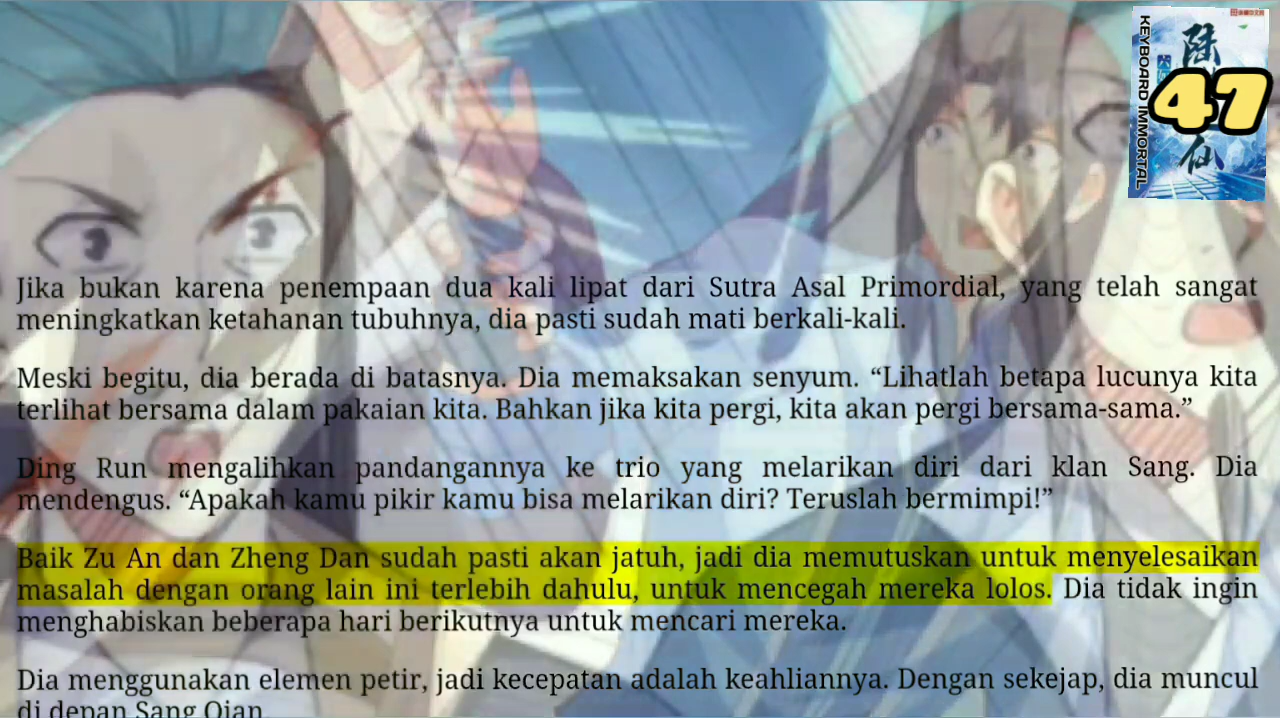 KEYBOARD IMMORTAL
陆
仙
47
Jika bukan karena penempaan dua kali lipat dari Sutra Asal Primordial, yang telah sangat
meningkatkan ketahanan tubuhnya, dia pasti sudah mati berkali-kali.
Meski begitu, dia berada di batasnya. Dia memaksakan senyum. “Lihatlah betapa lucunya kita
terlihat bersama dalam pakaian kita. Bahkan jika kita pergi, kita akan pergi bersama-sama.”
Ding Run mengalihkan pandangannya ke trio yang melarikan diri dari klan Sang. Dia
mendengus. “Apakah kamu pikir kamu bisa melarikan diri? Teruslah bermimpi!”
Baik Zu An dan Zheng Dan sudah pasti akan jatuh, jadi dia memutuskan untuk menyelesaikan
masalah dengan orang lain ini terlebih dahulu, untuk mencegah mereka lolos. Dia tidak ingin
menghabiskan beberapa hari berikutnya untuk mencari mereka.
Dia menggunakan elemen petir, jadi kecepatan adalah keahliannya. Dengan sekejap, dia muncul
di depan Sang Qian.